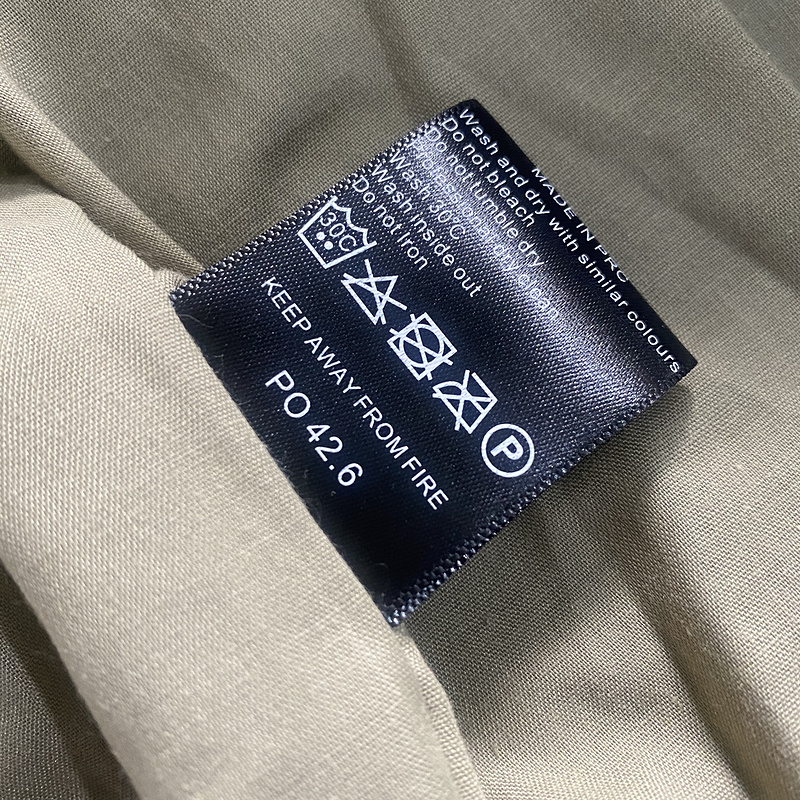 MADE IN PRC
Wash and dry with similar colours
Do not bleach
Do not tumble dry
Wash 30°C
Wash inside out
Do not Iron
30C
P
KEEP AWAY FROM FIRE
PO 42.6